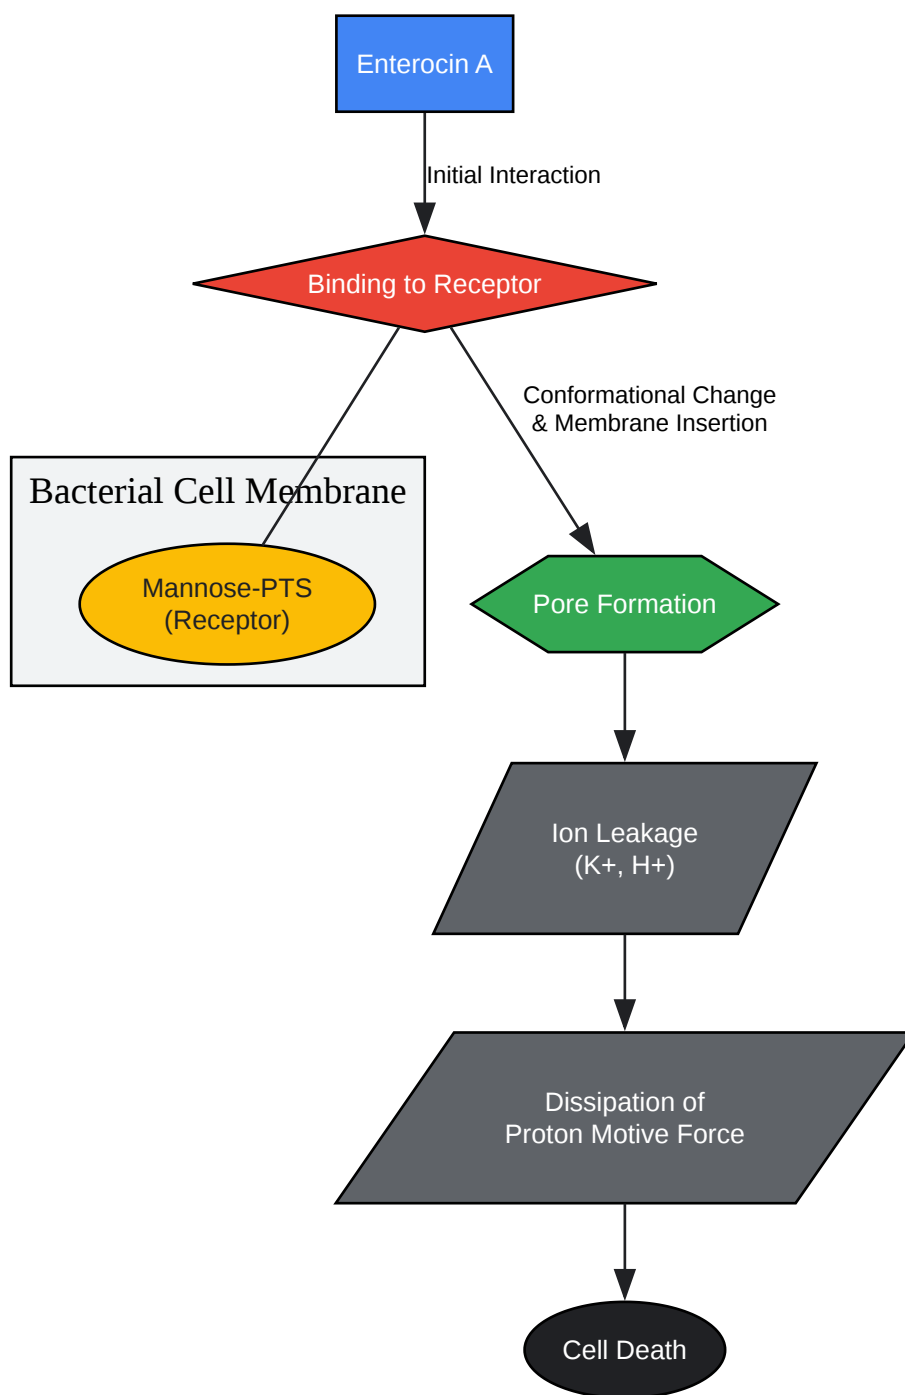 Enterocin A
Initial Interaction
Binding to Receptor
Conformational Change
& Membrane Insertion
Bacterial Cell Membrane
Mannose-PTS
(Receptor)
Pore Formation
Ion Leakage
(K+, H+)
Dissipation of
Proton Motive Force
Cell Death